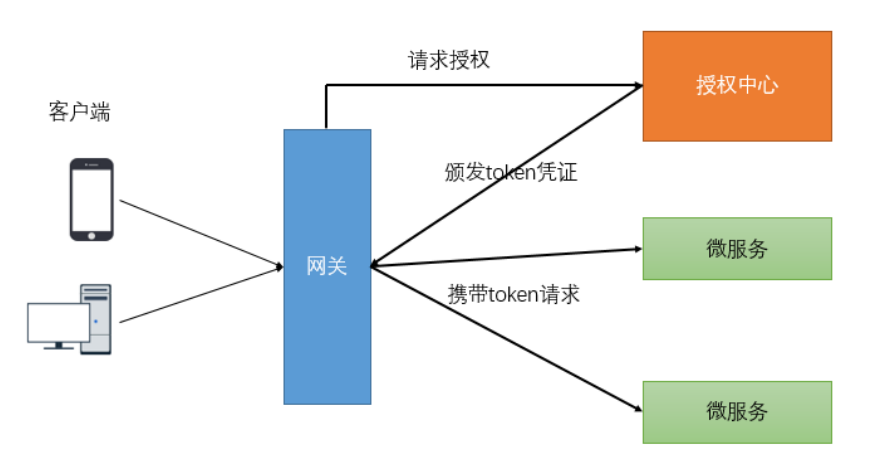 请求授权
授权中心
客户端
颁发token凭证
微服务
网关
携带token请求
微服务